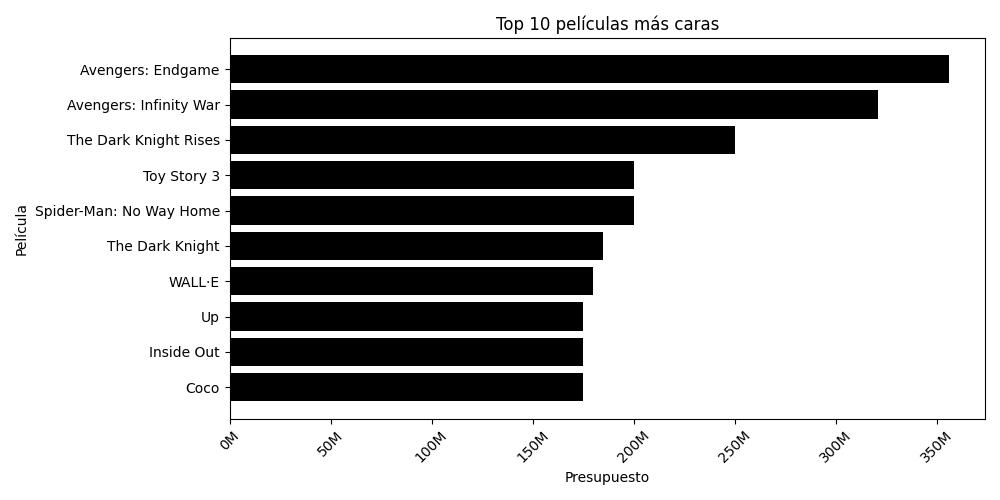 Top 10 películas más caras
Película
Avengers: Endgame
Avengers: Infinity War
The Dark Knight Rises
Toy Story 3
Spider-Man: No Way Home
The Dark Knight
WALL·E
Up
Inside Out
Coco
0M
50M
100M
150M
200M
250M
300M
350M
Presupuesto